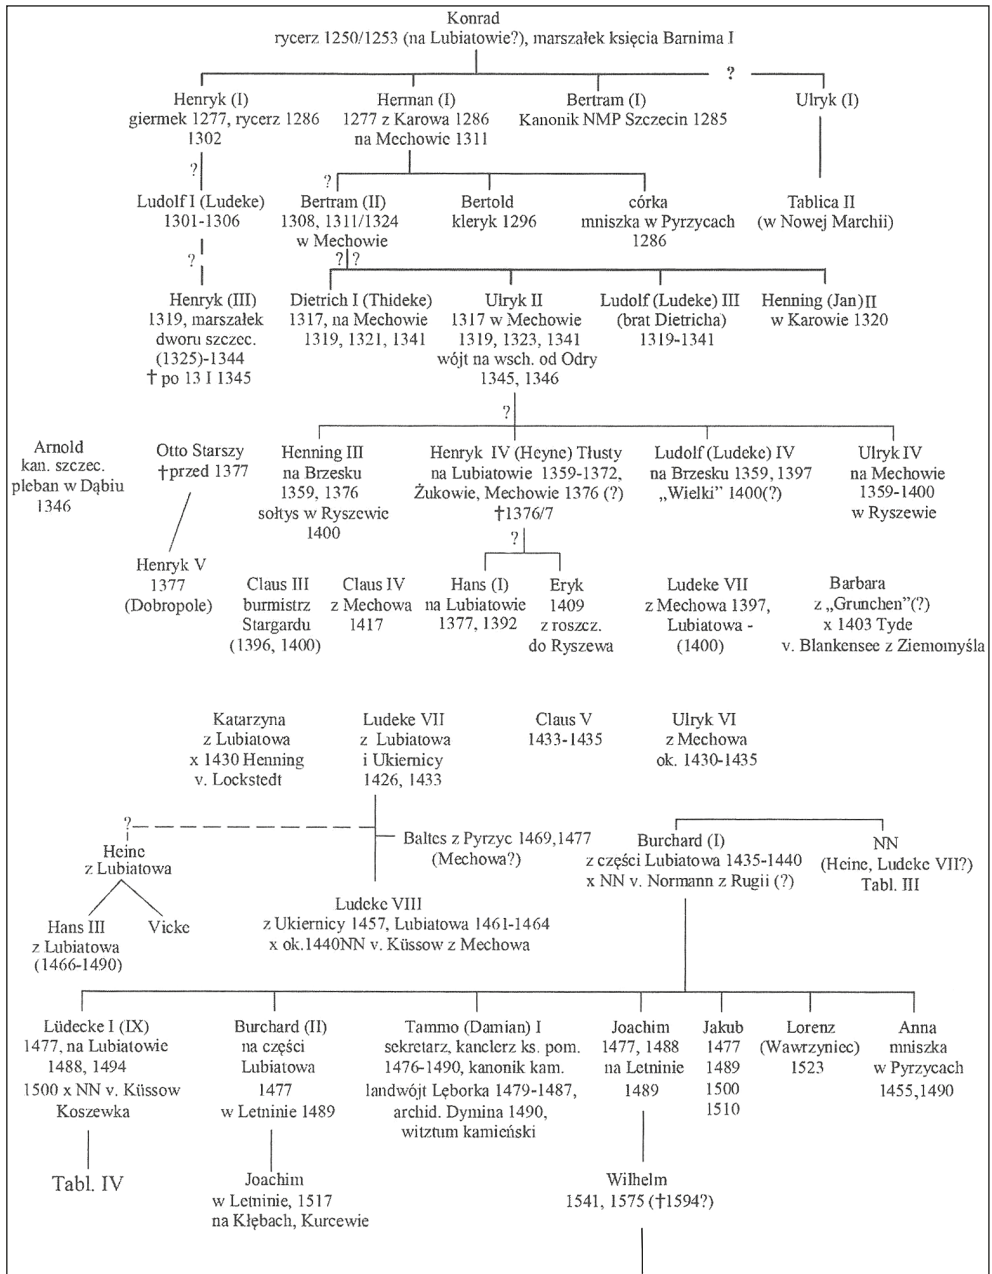 Konrad
rycerz 1250/1253 (na Lubiatowie?), marszałek księcia Barnima I
?
Henryk (I)
giermek 1277, rycerz 1286
1302
Herman (I)
1277 z Karowa 1286
na Mechowie 1311
Bertram (I)
Kanonik NMP Szczecin 1285
Ulryk (I)
?
?
Ludolf I (Ludeke)
1301-1306
Bertram (II)
1308, 1311/1324
w Mechowie
Bertold
kleryk 1296
córka
mniszka w Pyrzycach
1286
Tablica II
(w Nowej Marchii)
?
? ?
Henryk (III)
1319, marszałek
dworu szczec.
(1325)-1344
† po 13 I 1345
Dietrich I (Thideke)
1317, na Mechowie
1319, 1321, 1341
Ulryk II
1317 w Mechowie
1319, 1323, 1341
wójt na wsch. od Odry
1345, 1346
Ludolf (Ludeke) III
(brat Dietricha)
1319-1341
Henning (Jan) II
w Karowie 1320
?
Arnold
kan. szczec.
pleban w Dąbiu
1346
Otto Starszy
†przed 1377
Henning III
na Brzesku
1359, 1376
sołtys w Ryszewie
1400
Henryk IV (Heyne) Tłusty
na Lubiatowie 1359-1372,
Żukowie, Mechowie 1376 (?)
†1376/7
Ludolf (Ludeke) IV
na Brzesku 1359, 1397
„Wielki” 1400(?)
Ulryk IV
na Mechowie
1359-1400
w Ryszewie
?
Henryk V
1377
(Dobropole)
Claus III
burmistrz
Stargardu
(1396, 1400)
Claus IV
z Mechowa
1417
Hans (I)
na Lubiatowie
1377, 1392
Eryk
1409
z roszcz.
do Ryszewa
Ludeke VII
z Mechowa 1397,
Lubiatowa -
(1400)
Barbara
z „Grunchen”(?)
x 1403 Tyde
v. Blankensee z Ziemomyśla
Katarzyna
z Lubiatowa
x 1430 Henning
v. Lockstedt
Ludeke VII
z Lubiatowa
i Ukiernicy
1426, 1433
Claus V
1433-1435
Ulryk VI
z Mechowa
ok. 1430-1435
?
Heine
z Lubiatowa
Baltes z Pyrzyc 1469,1477
(Mechowa?)
Burchard (I)
z części Lubiatowa 1435-1440
x NN v. Normann z Rugii (?)
NN
(Heine, Ludeke VII?)
Tabl. III
Hans III
z Lubiatowa
(1466-1490)
Vicke
Ludeke VIII
z Ukiernicy 1457, Lubiatowa 1461-1464
x ok.1440NN v. Küssow z Mechowa
Lüdecke I (IX)
1477, na Lubiatowie
1488, 1494
1500 x NN v. Küssow
Koszewka
Burchard (II)
na części
Lubiatowa
1477
w Letninie 1489
Tammo (Damian) I
sekretarz, kanclerz ks. pom.
1476-1490, kanonik kam.
landwójt Lęborka 1479-1487,
archid. Dymina 1490,
witztum kamieński
Joachim
1477, 1488
na Letninie
1489
Jakub
1477
1489
1500
1510
Lorenz
(Wawrzyniec)
1523
Anna
mniszka
w Pyrzycach
1455,1490
Tabl. IV
Joachim
w Letninie, 1517
na Kłębach, Kurcewie
Wilhelm
1541, 1575 (†1594?)